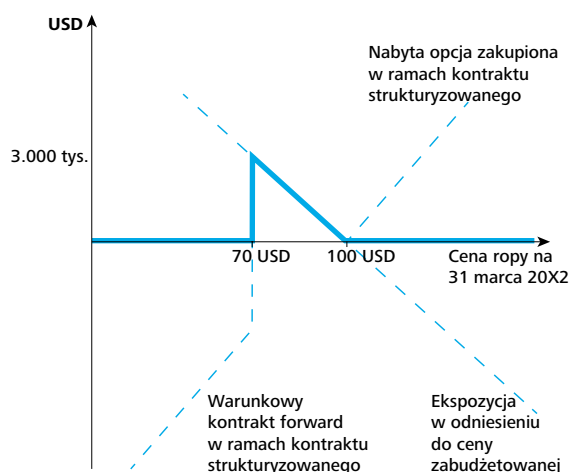 USD
Nabyta opcja zakupiona
w ramach kontraktu
strukturyzowanego
3.000 tys.
70 USD
100 USD
Cena ropy na
31 marca 20X2
Warunkowy
kontrakt forward
w ramach kontraktu
strukturyzowanego
Ekspozycja
w odniesieniu
do ceny
zabudżetowanej